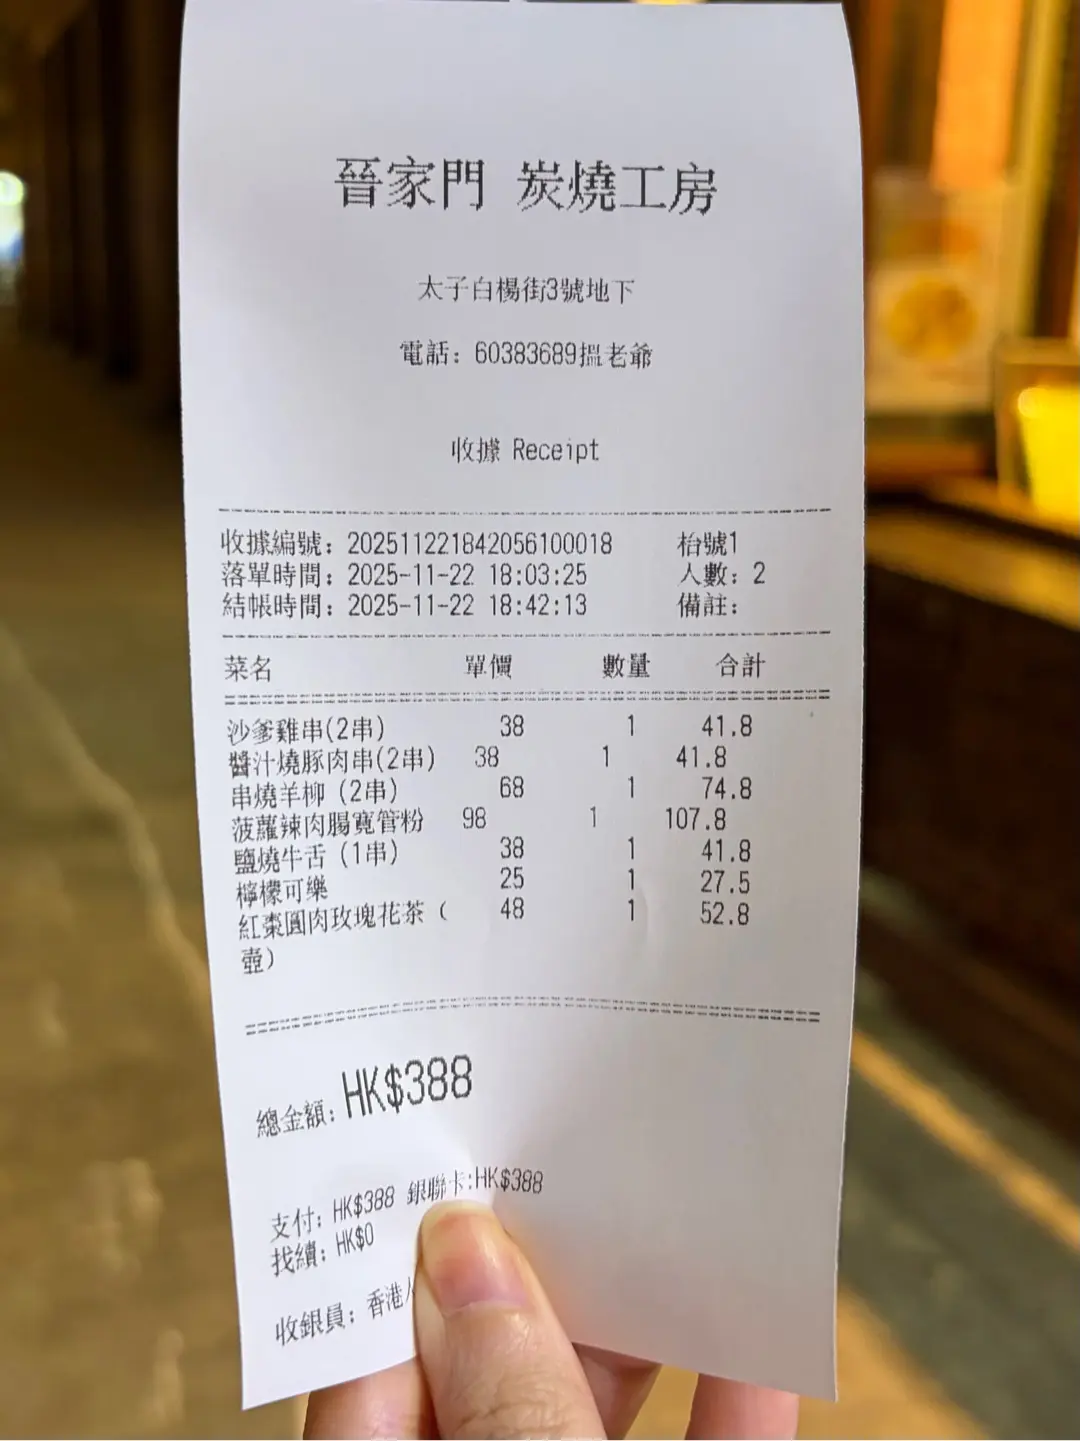 晉家門 炭燒工房
太子白楊街3號地下
電話: 60383689搵老爺
收據 Receipt
收據編號: 202511221842056100018 枱號1
落單時間: 2025-11-22 18:03:25 人數: 2
結帳時間: 2025-11-22 18:42:13 備註:
菜名 單價 數量 合計
沙爹雞串(2串) 38 1 41.8
醬汁燒豚肉串(2串) 38 1 41.8
串燒羊柳 (2串) 68 1 74.8
菠蘿辣肉腸寬管粉 98 1 107.8
鹽燒牛舌 (1串) 38 1 41.8
檸檬可樂 25 1 27.5
紅棗圓肉玫瑰花茶 ( 48 1 52.8
壺)
總金額: HK$388
支付: HK$388 銀聯卡:HK$388
找續: HK$0
收銀員: 香港